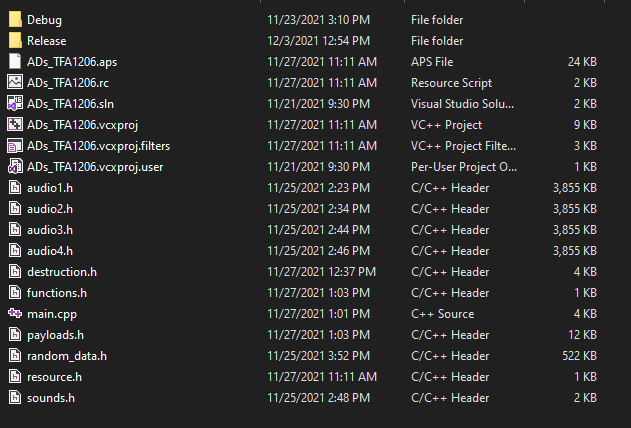 Debug 11/23/2021 3:10 PM File folder
Release 12/3/2021 12:54 PM File folder
ADs_TFA1206.aps 11/27/2021 11:11 AM APS File 24 KB
ADs_TFA1206.rc 11/27/2021 11:11 AM Resource Script 2 KB
ADs_TFA1206.sln 11/21/2021 9:30 PM Visual Studio Solu... 2 KB
ADs_TFA1206.vcxproj 11/27/2021 11:11 AM VC++ Project 9 KB
ADs_TFA1206.vcxproj.filters 11/27/2021 11:11 AM VC++ Project Filte... 3 KB
ADs_TFA1206.vcxproj.user 11/21/2021 9:30 PM Per-User Project O... 1 KB
audio1.h 11/25/2021 2:23 PM C/C++ Header 3,855 KB
audio2.h 11/25/2021 2:34 PM C/C++ Header 3,855 KB
audio3.h 11/25/2021 2:44 PM C/C++ Header 3,855 KB
audio4.h 11/25/2021 2:46 PM C/C++ Header 3,855 KB
destruction.h 11/27/2021 12:37 PM C/C++ Header 4 KB
functions.h 11/27/2021 1:03 PM C/C++ Header 1 KB
main.cpp 11/27/2021 1:01 PM C++ Source 4 KB
payloads.h 11/27/2021 1:03 PM C/C++ Header 12 KB
random_data.h 11/25/2021 3:52 PM C/C++ Header 522 KB
resource.h 11/27/2021 11:11 AM C/C++ Header 1 KB
sounds.h 11/25/2021 2:48 PM C/C++ Header 2 KB